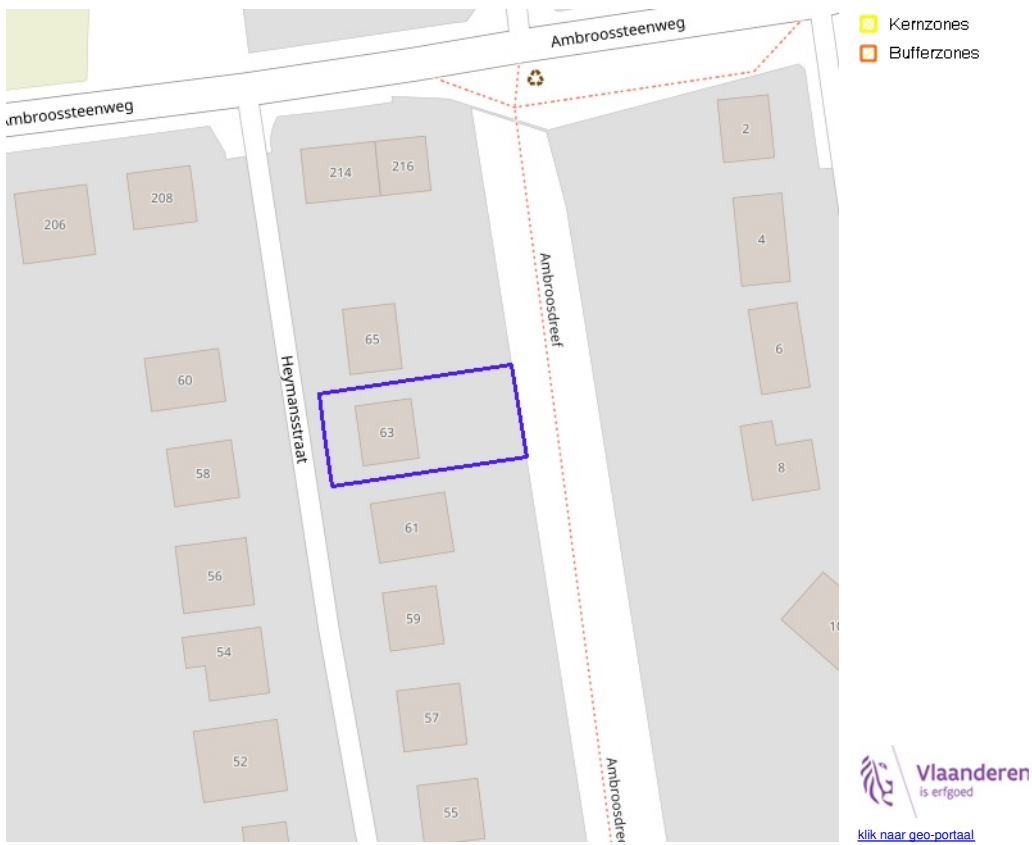 Ambroossteenweg
Kernzones
Bufferzones
Ambroossteenweg
2
214
216
208
206
4
Ambroosdreef
65
6
Heymansstraat
60
63
58
8
61
56
59
54
57
52
55
Ambroosdree
Vlaanderen
is erfgoed
klik naar geo-portaal